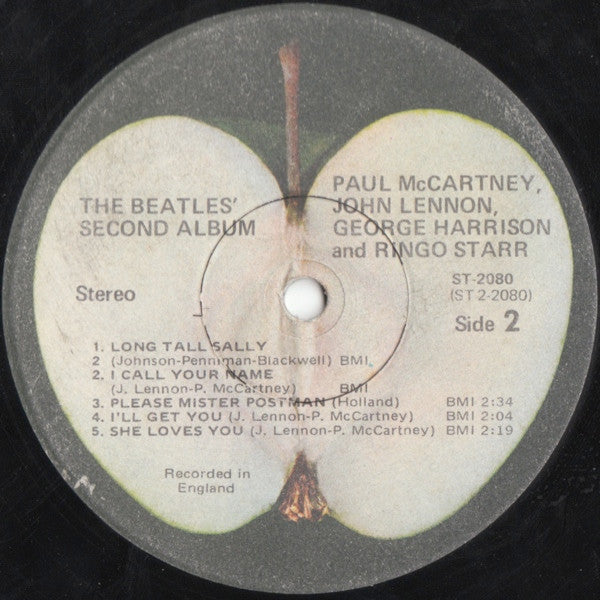 THE BEATLES'
SECOND ALBUM
PAUL McCARTNEY,
JOHN LENNON,
GEORGE HARRISON
and RINGO STARR
Stereo
ST-2080
(ST 2-2080)
Side 2
1. LONG TALL SALLY
2 (Johnson-Penniman-Blackwell) BMI
2. I CALL YOUR NAME
(J. Lennon-P. McCartney) BMI
3. PLEASE MISTER POSTMAN (Holland) BMI 2:34
4. I'LL GET YOU (J. Lennon-P. McCartney) BMI 2:04
5. SHE LOVES YOU (J. Lennon-P. McCartney) BMI 2:19
Recorded in
England